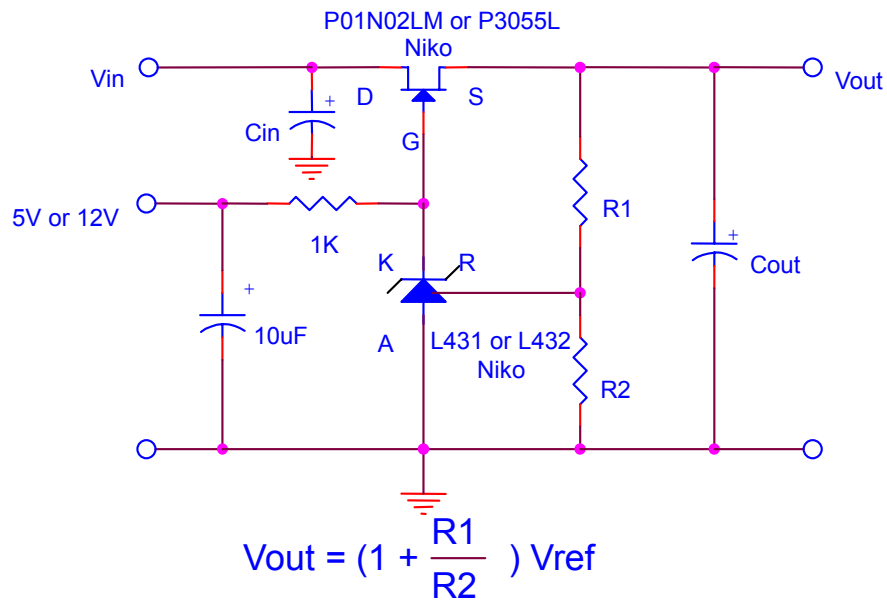 P01N02LM or P3055L
Niko
Vin
D
S
Vout
+
Cin
G
5V or 12V
1K
R1
+
Cout
K
R
+
10uF
A
L431 or L432
Niko
R2
Vout = (1 + R1
R2 ) Vref